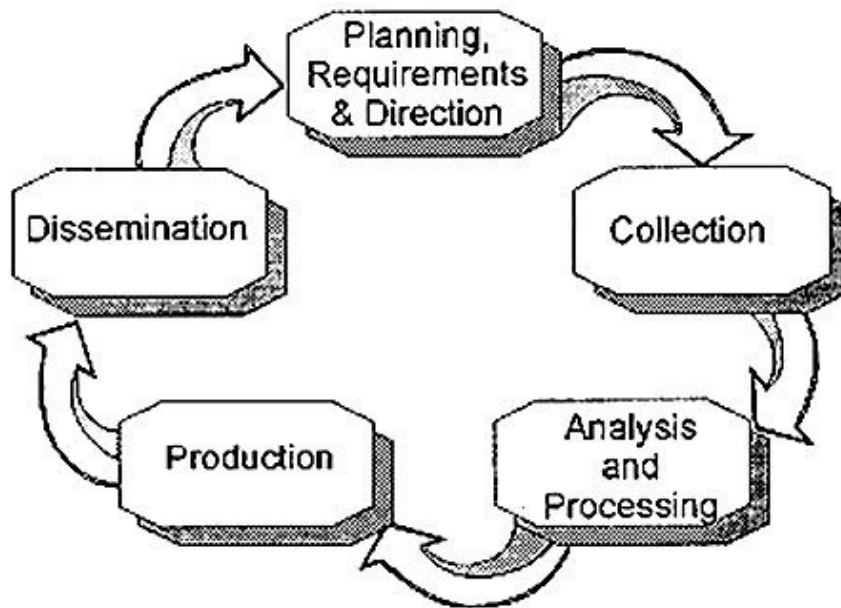 Planning,
Requirements
& Direction
Collection
Analysis
and
Processing
Production
Dissemination